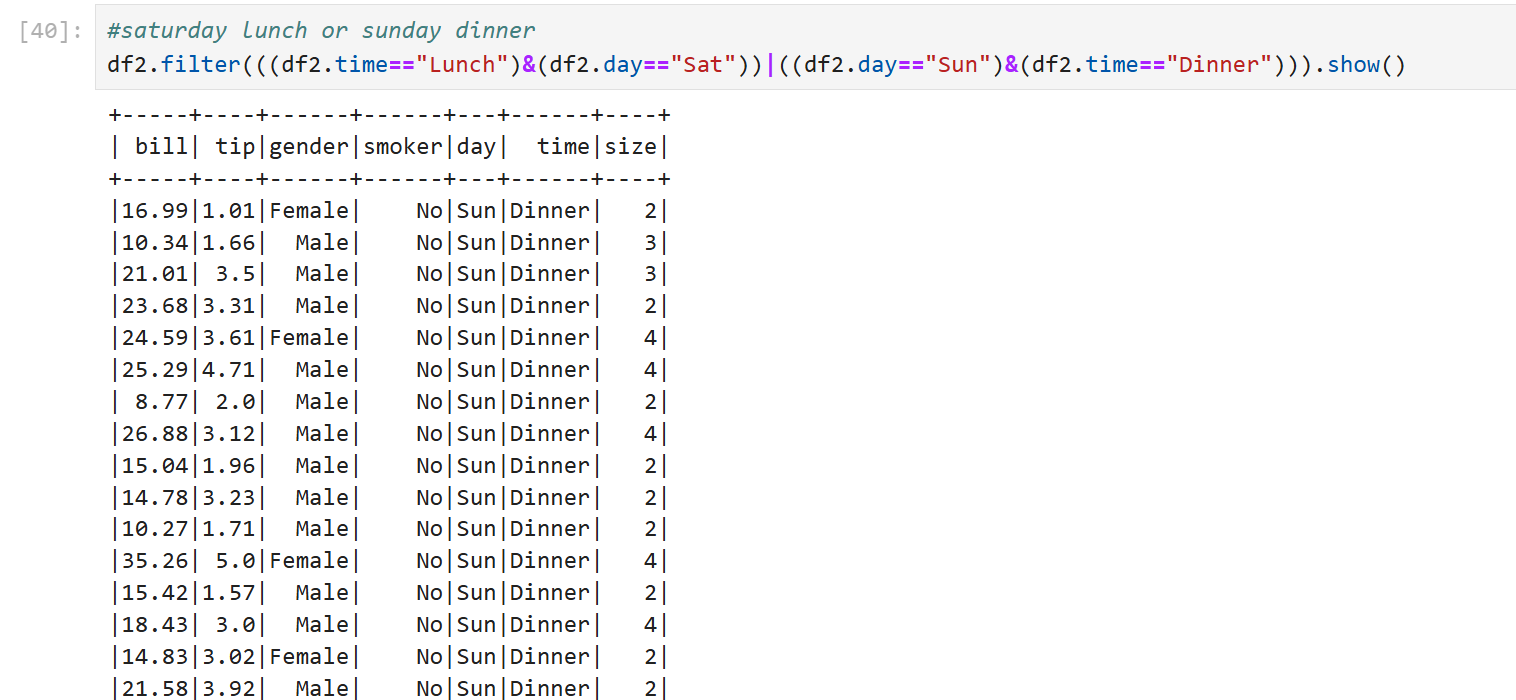 [40]: #saturday lunch or sunday dinner
df2.filter(((df2.time=="Lunch")&(df2.day=="Sat"))|((df2.day=="Sun")&(df2.time=="Dinner"))).show()
+-----+----+------+------+---+------+----+
| bill| tip|gender|smoker|day|  time|size|
+-----+----+------+------+---+------+----+
|16.99|1.01|Female|    No|Sun|Dinner|   2|
|10.34|1.66|  Male|    No|Sun|Dinner|   3|
|21.01| 3.5|  Male|    No|Sun|Dinner|   3|
|23.68|3.31|  Male|    No|Sun|Dinner|   2|
|24.59|3.61|Female|    No|Sun|Dinner|   4|
|25.29|4.71|  Male|    No|Sun|Dinner|   4|
| 8.77| 2.0|  Male|    No|Sun|Dinner|   2|
|26.88|3.12|  Male|    No|Sun|Dinner|   4|
|15.04|1.96|  Male|    No|Sun|Dinner|   2|
|14.78|3.23|  Male|    No|Sun|Dinner|   2|
|10.27|1.71|  Male|    No|Sun|Dinner|   2|
|35.26| 5.0|Female|    No|Sun|Dinner|   4|
|15.42|1.57|  Male|    No|Sun|Dinner|   2|
|18.43| 3.0|  Male|    No|Sun|Dinner|   4|
|14.83|3.02|Female|    No|Sun|Dinner|   2|
|21.58|3.92|  Male|    No|Sun|Dinner|   2|